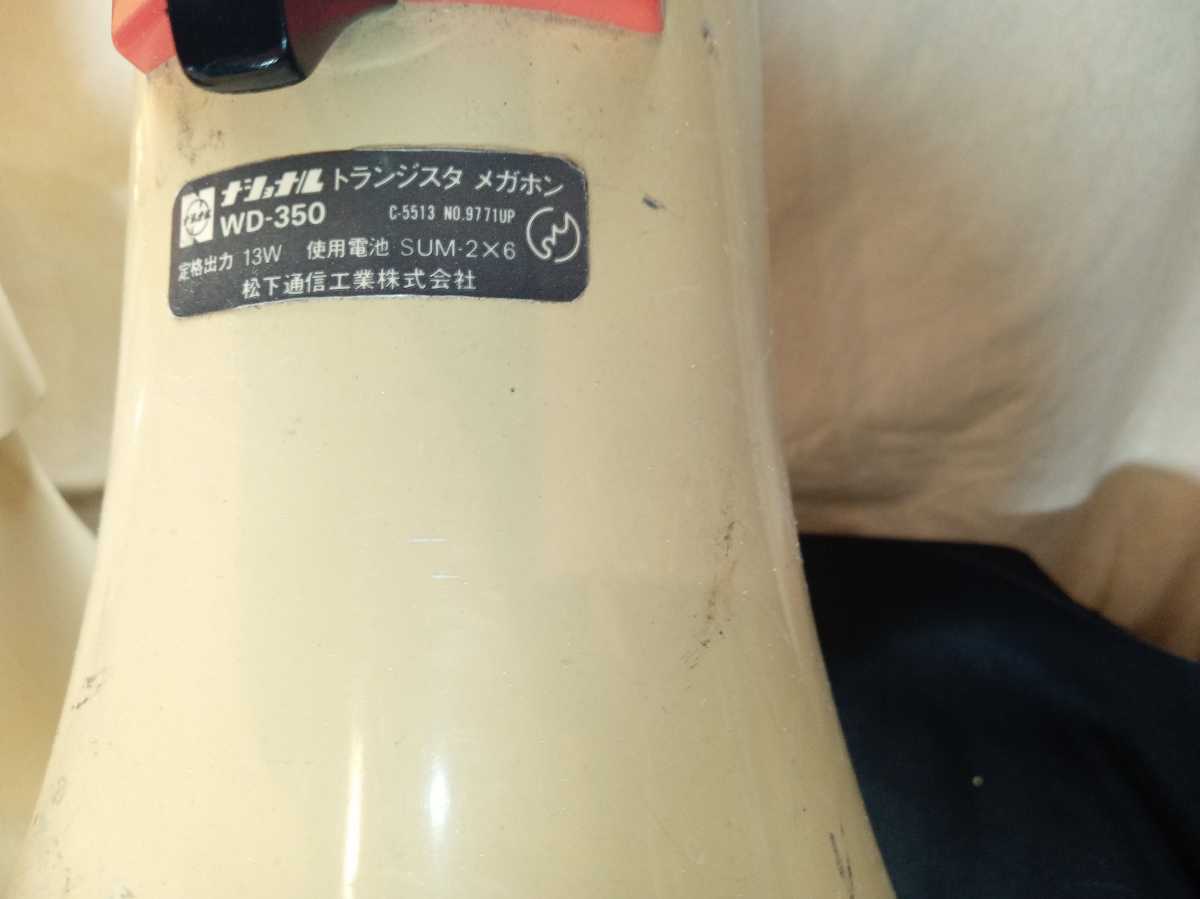 ナショナル トランジスタ メガホン
WD-350 C-5513 NO.9771UP
定格出力 13W 使用電池 SUM-2×6
松下通信工業株式会社